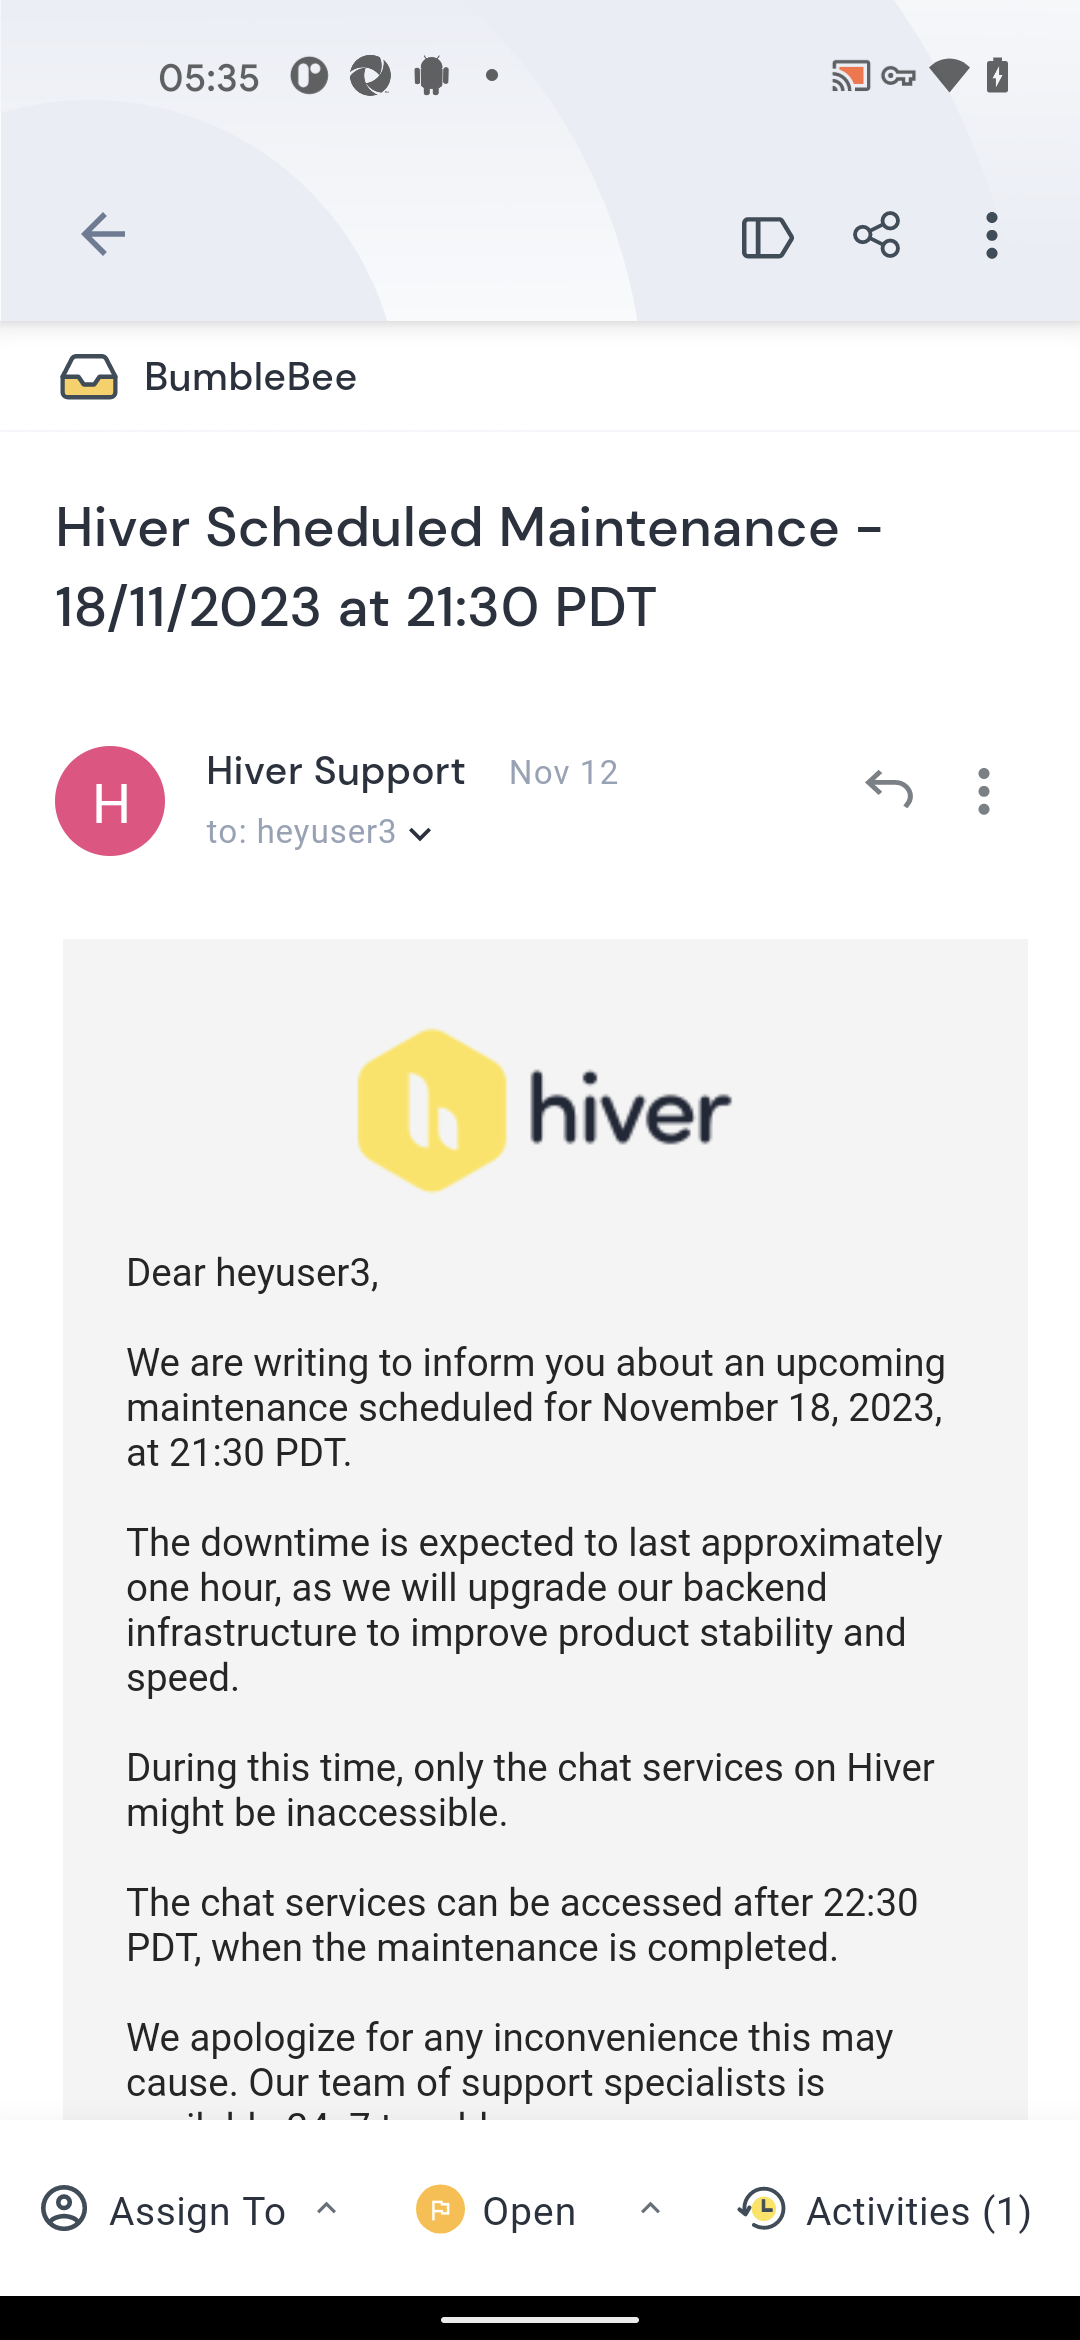 05:35
BumbleBee
Hiver Scheduled Maintenance -
18/11/2023 at 21:30 PDT
H
Hiver Support Nov 12
to: heyuser3
hiver
Dear heyuser3,
We are writing to inform you about an upcoming
maintenance scheduled for November 18, 2023,
at 21:30 PDT.
The downtime is expected to last approximately
one hour, as we will upgrade our backend
infrastructure to improve product stability and
speed.
During this time, only the chat services on Hiver
might be inaccessible.
The chat services can be accessed after 22:30
PDT, when the maintenance is completed.
We apologize for any inconvenience this may
cause. Our team of support specialists is
Assign To Open Activities (1)